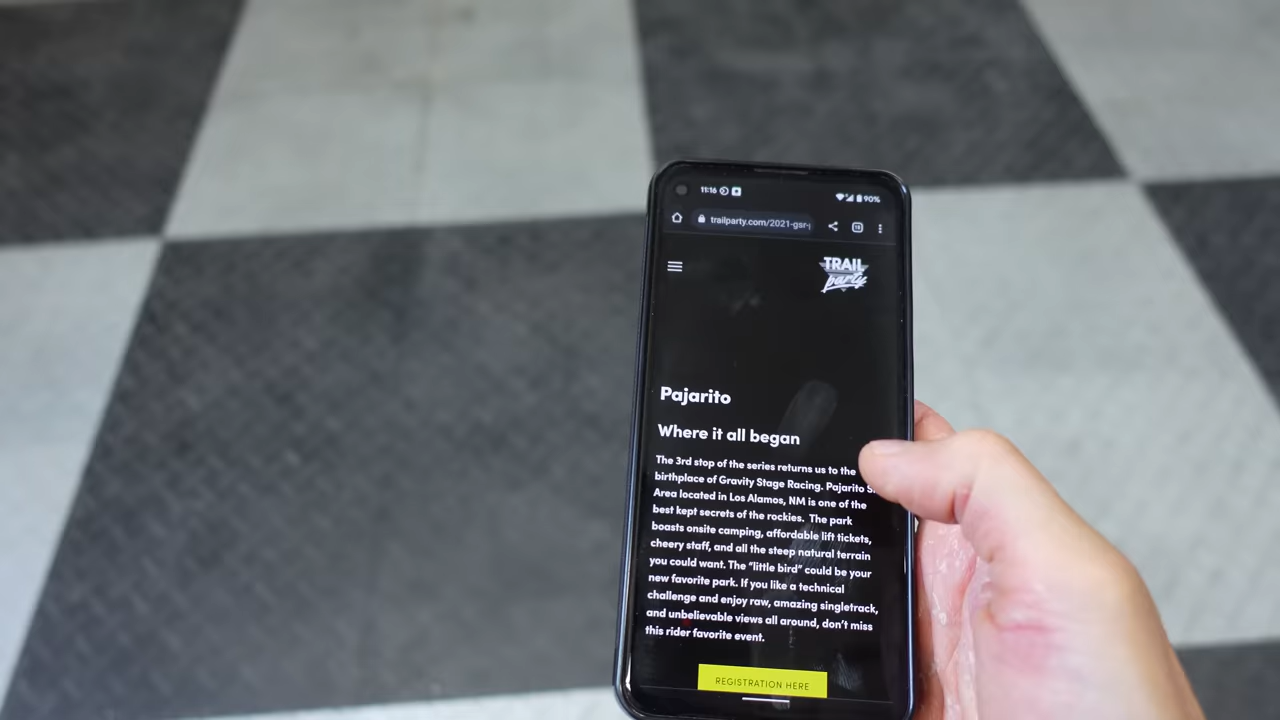 11:16
90%
trailparty.com/2021-gsr-
TRAIL
party
Pajarito
Where it all began
The 3rd stop of the series returns us to the
birthplace of Gravity Stage Racing. Pajarito
Area located in Los Alamos, NM is one of the
best kept secrets of the rockies. The park
boasts onsite camping, affordable lift tickets,
cheery staff, and all the steep natural terrain
you could want. The “little bird” could be your
new favorite park. If you like a technical
challenge and enjoy raw, amazing singletrack,
and unbelievable views all around, don’t miss
this rider favorite event.
REGISTRATION HERE